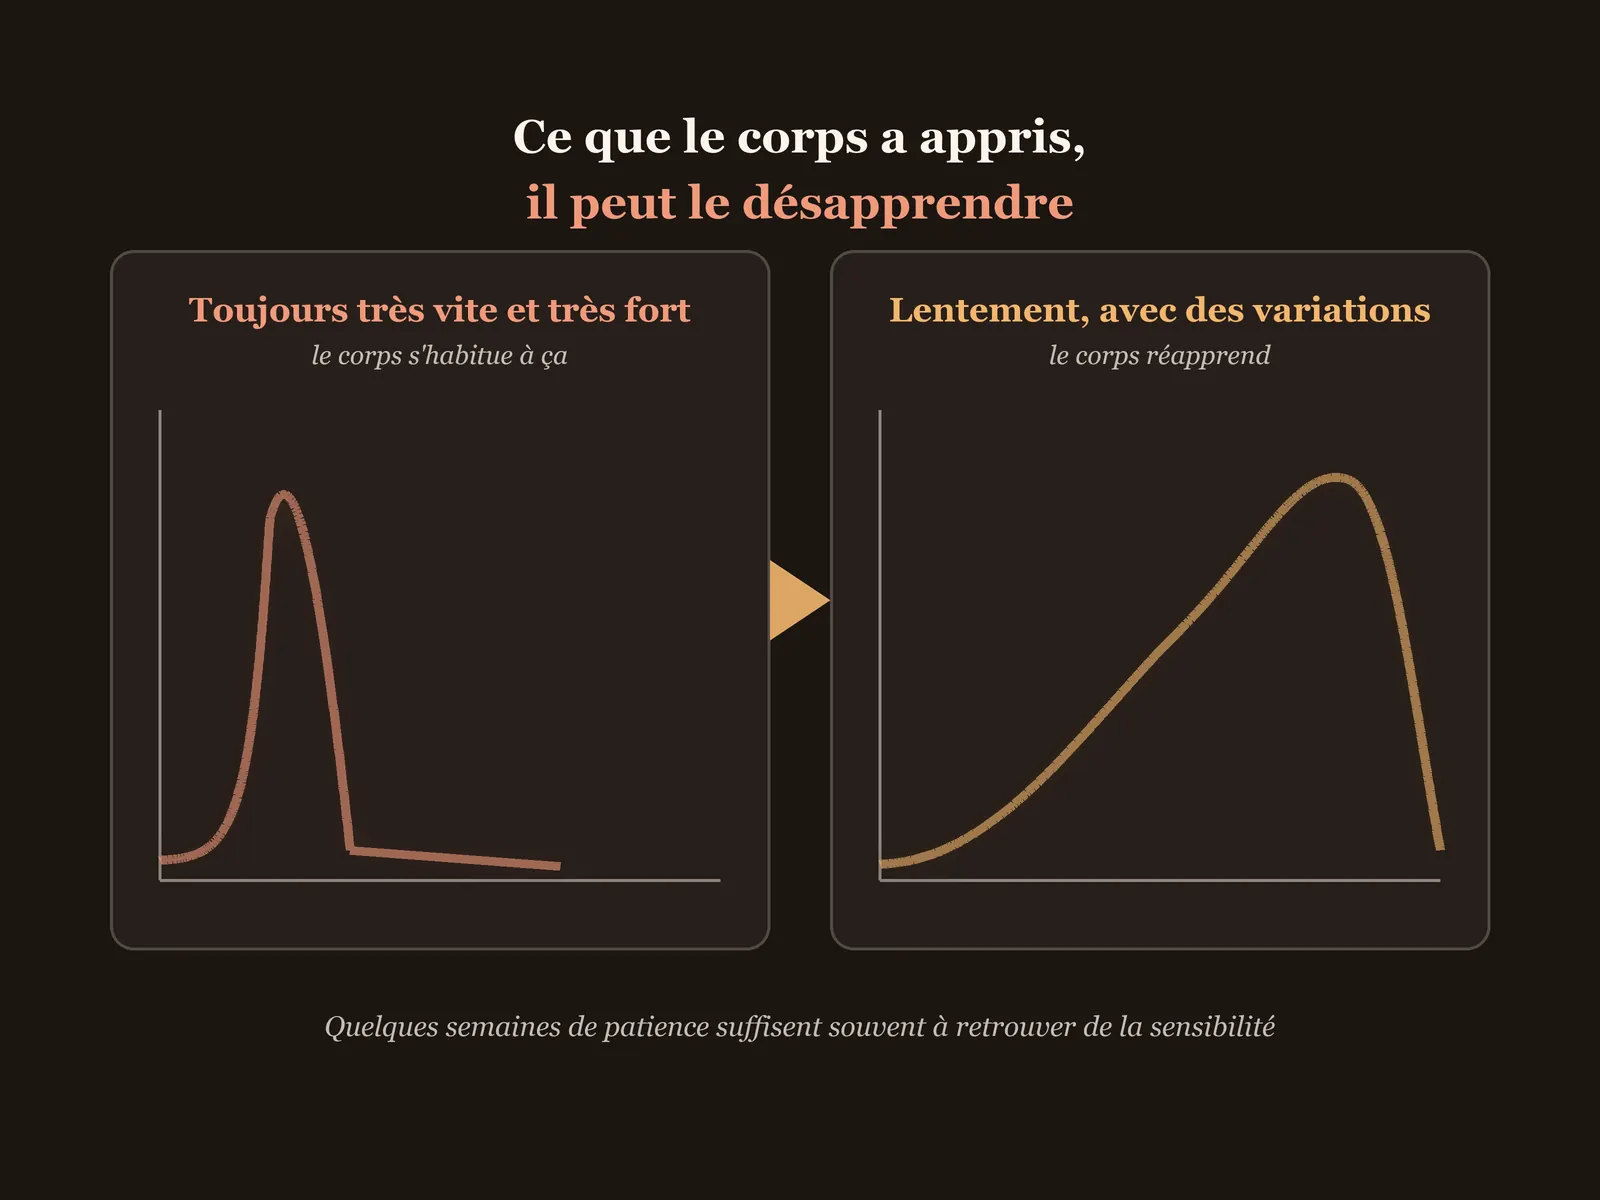 Ce que le corps a appris,
il peut le désapprendre
Toujours très vite et très fort
le corps s'habitue à ça
Lentement, avec des variations
le corps réapprend
Quelques semaines de patience suffisent souvent à retrouver de la sensibilité